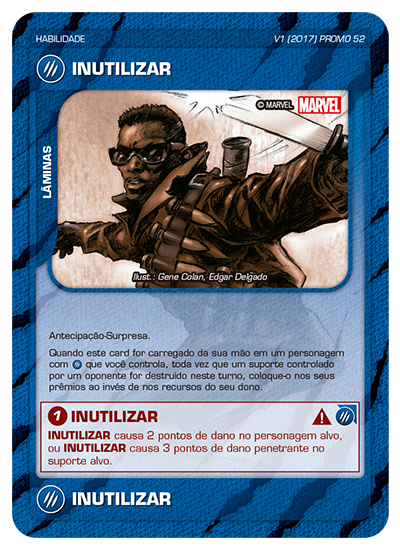 HABILIDADE
V1 (2017) PROMO 52
INUTILIZAR
© MARVEL MARVEL
LÂMINAS
Ilust.: Gene Colan, Edgar Delgado
Antecipação-Surpresa.
Quando este card for carregado da sua mão em um personagem
com que você controla, toda vez que um suporte controlado
por um oponente for destruído neste turno, coloque-o nos seus
prêmios ao invés de nos recursos do seu dono.
1 INUTILIZAR
INUTILIZAR causa 2 pontos de dano no personagem alvo,
ou INUTILIZAR causa 3 pontos de dano penetrante no
suporte alvo.
INUTILIZAR